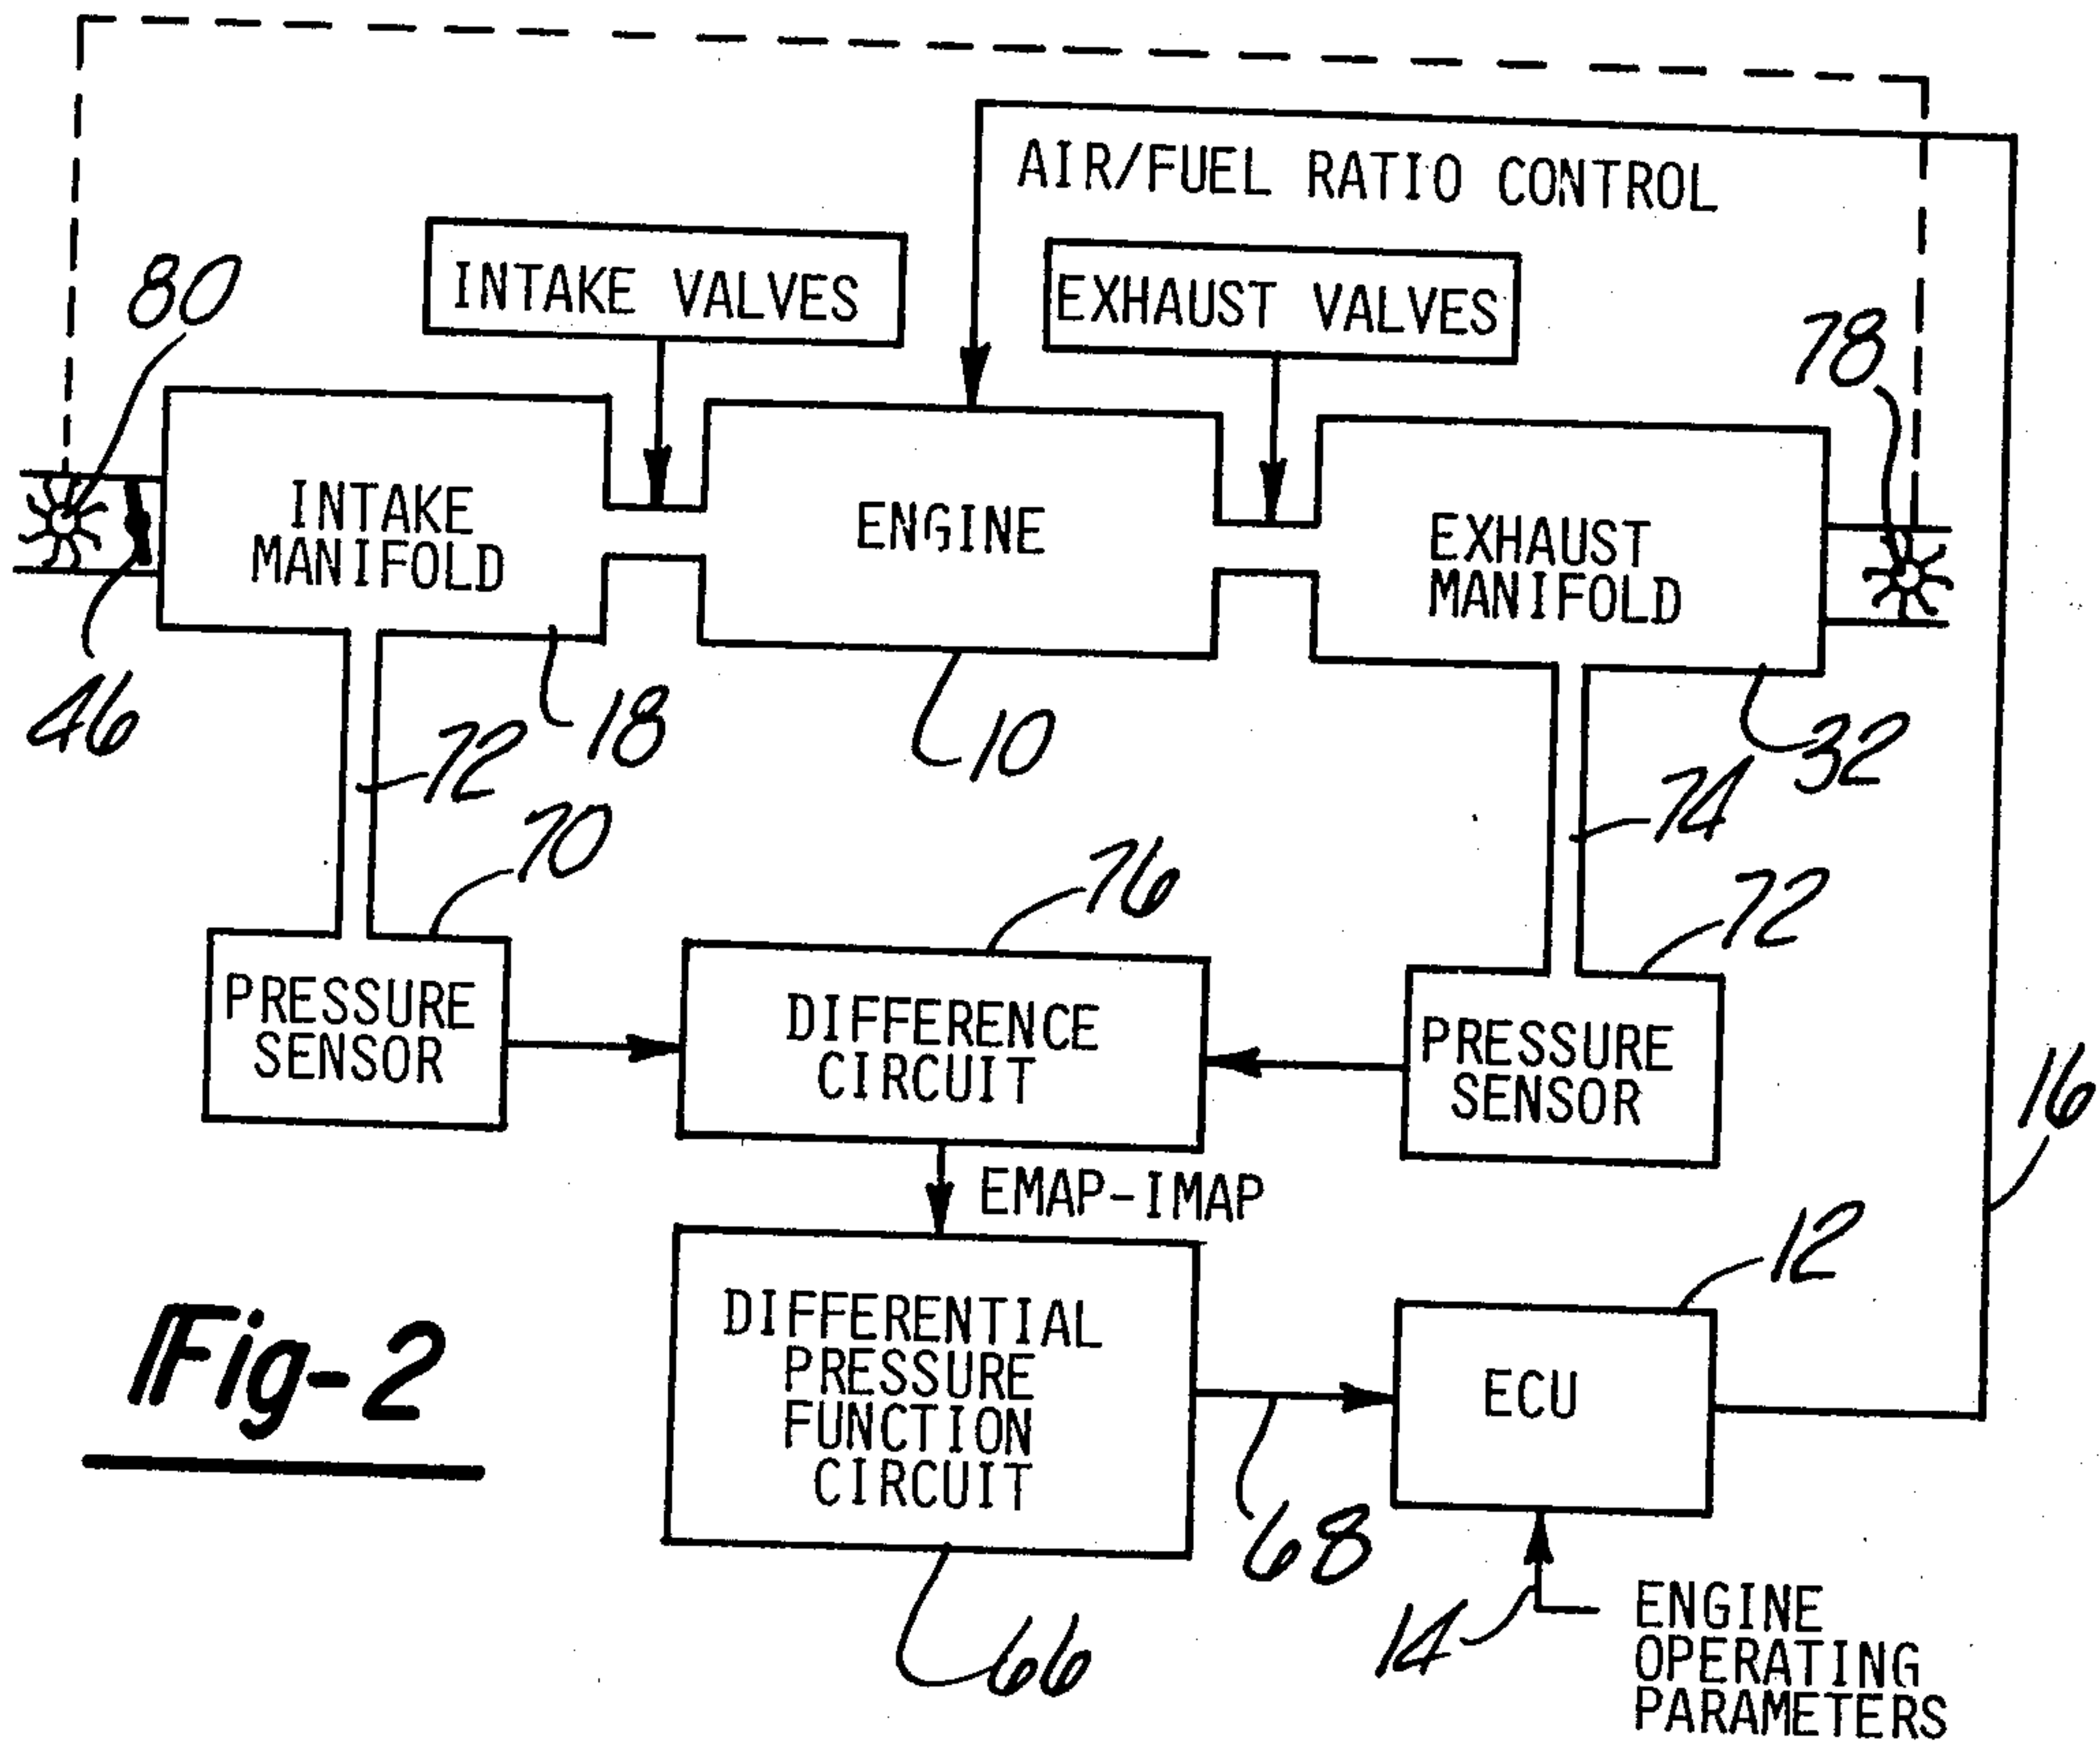 AIR/FUEL RATIO CONTROL
INTAKE VALVES
EXHAUST VALVES
80
78
INTAKE
MANIFOLD
ENGINE
EXHAUST
MANIFOLD
46
18
10
32
72
74
70
76
72
PRESSURE
SENSOR
DIFFERENCE
CIRCUIT
PRESSURE
SENSOR
16
EMAP-IMAP
12
DIFFERENTIAL
PRESSURE
FUNCTION
CIRCUIT
ECU
Fig-2
68
14
66
ENGINE
OPERATING
PARAMETERS